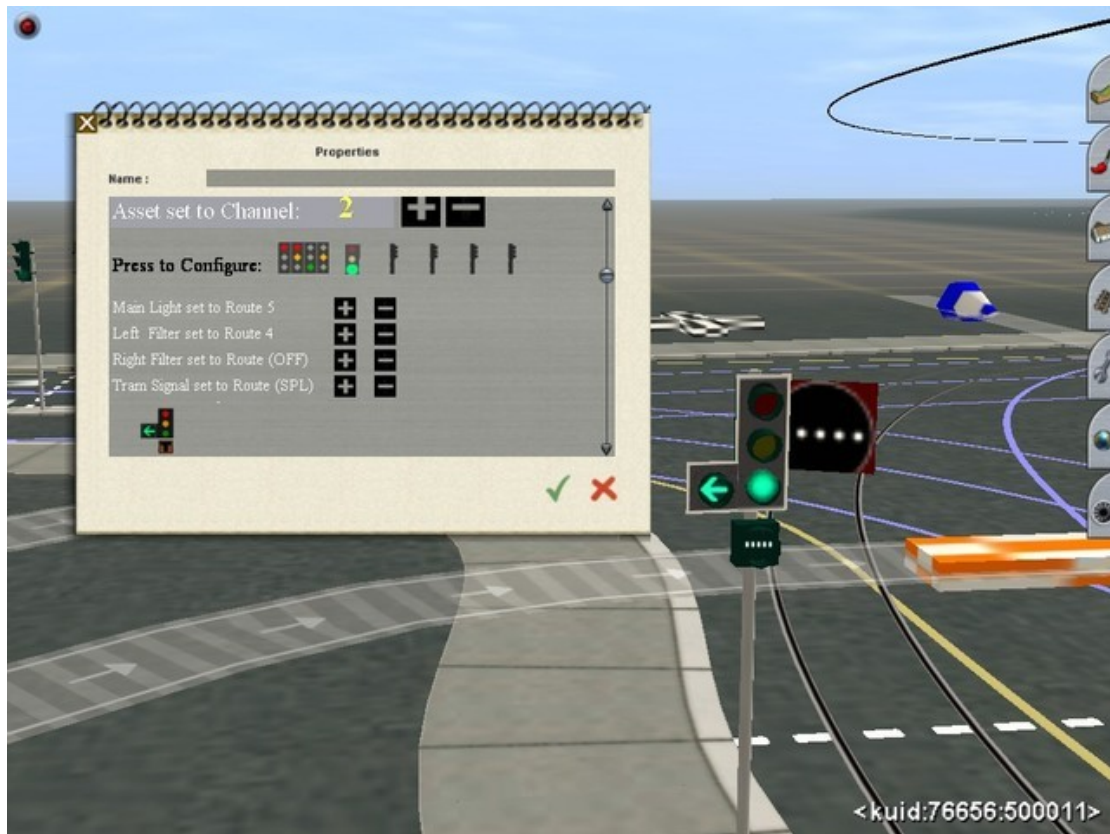 Properties
Name :
Asset set to Channel: 2
Press to Configure:
Main Light set to Route 5
Left Filter set to Route 4
Right Filter set to Route (OFF)
Tram Signal set to Route (SPL)
<kuid:76656:500011>